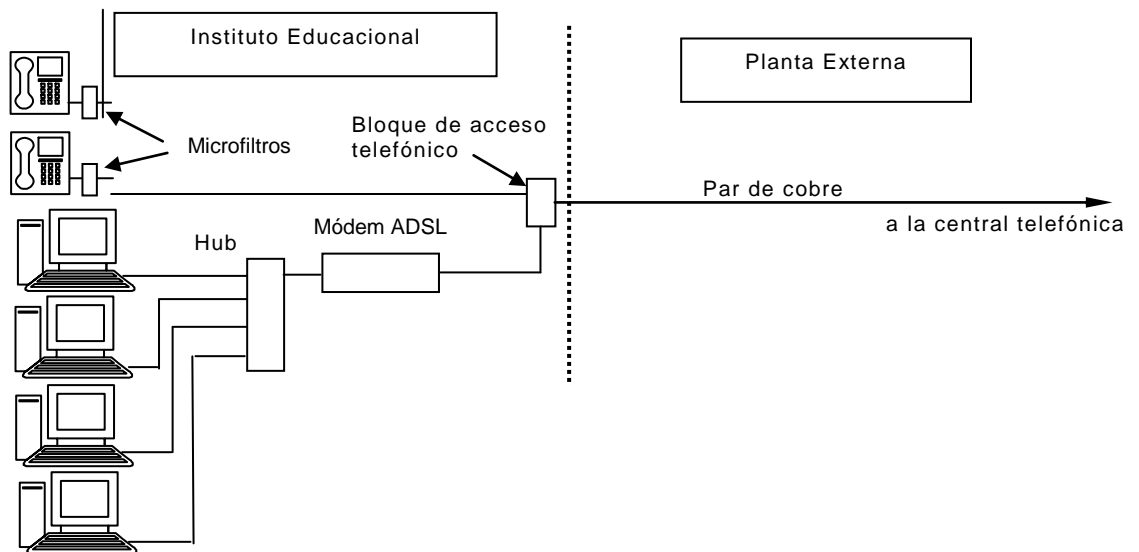 Instituto Educacional
Planta Externa
Bloque de acceso
telefónico
Microfiltros
Par de cobre
a la central telefónica
Módem ADSL
Hub